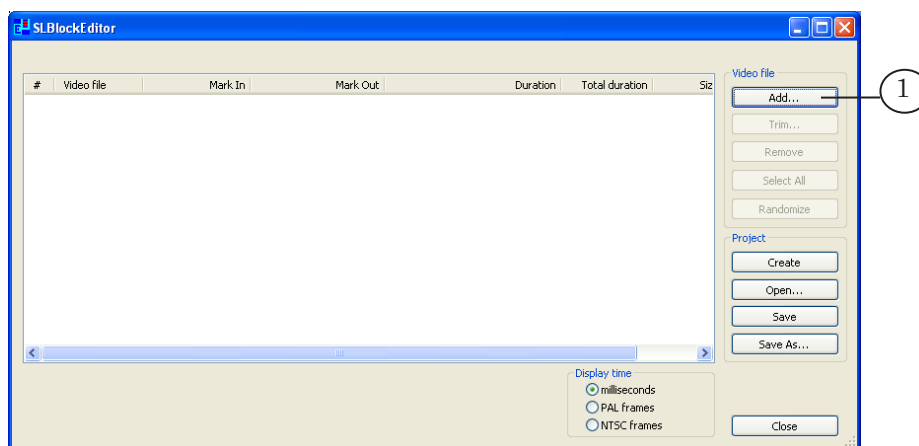 SLBlockEditor
# Video file Mark In Mark Out Duration Total duration Siz
Video file
Add...
1
Trim...
Remove
Select All
Randomize
Project
Create
Open...
Save
Save As...
Display time
milliseconds
PAL frames
NTSC frames
Close